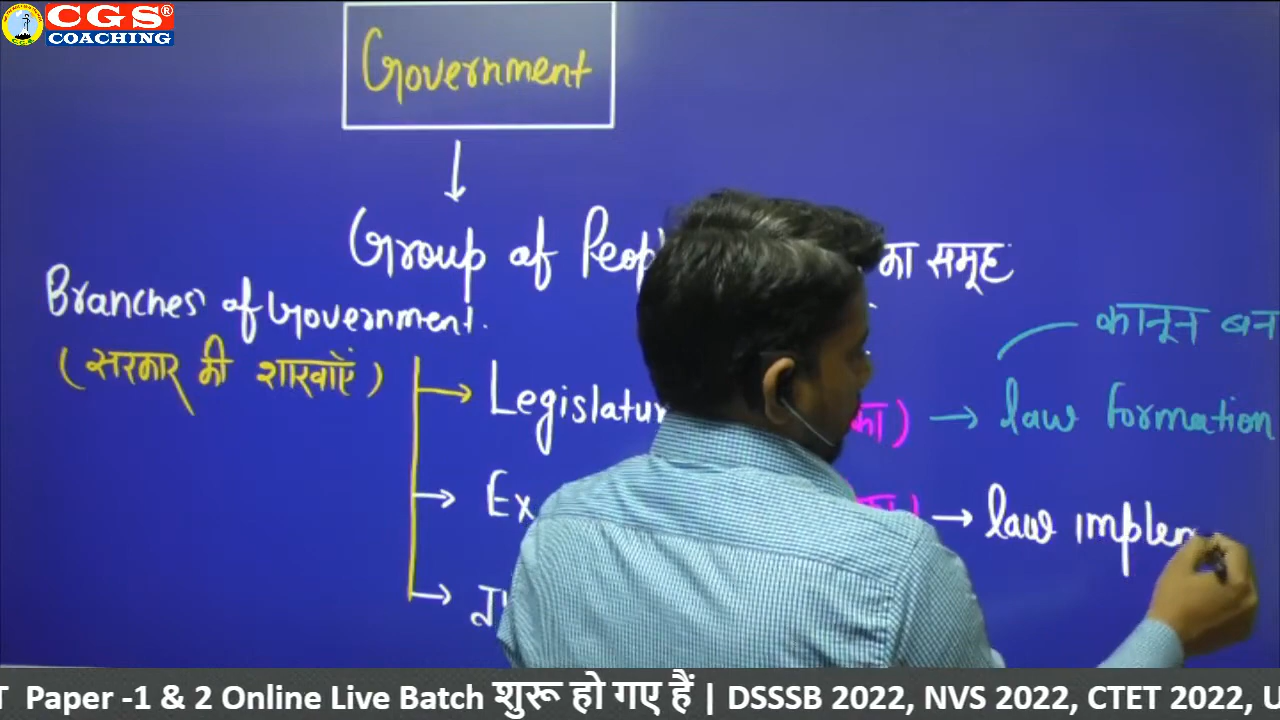 CGS®
COACHING
Government
Group of Peop का समूह
Branches of Government.
(सरकार की शाखाएं)
कानून बन
Legislatur का) → law formation
Ex → law implem
T Paper -1 & 2 Online Live Batch शुरू हो गए हैं | DSSSB 2022, NVS 2022, CTET 2022, U